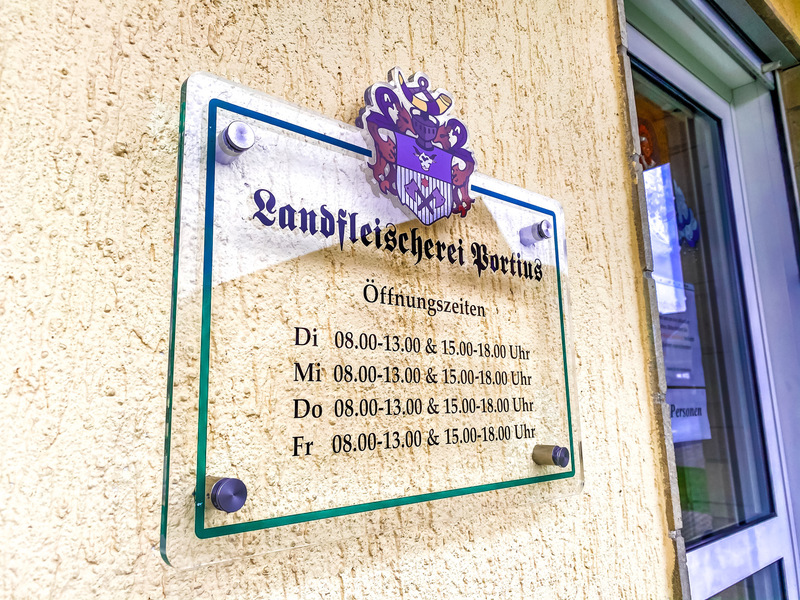 Landfleischerei Portius
Öffnungszeiten
Di 08.00-13.00 & 15.00-18.00 Uhr
Mi 08.00-13.00 & 15.00-18.00 Uhr
Do 08.00-13.00 & 15.00-18.00 Uhr
Fr 08.00-13.00 & 15.00-18.00 Uhr
Personen